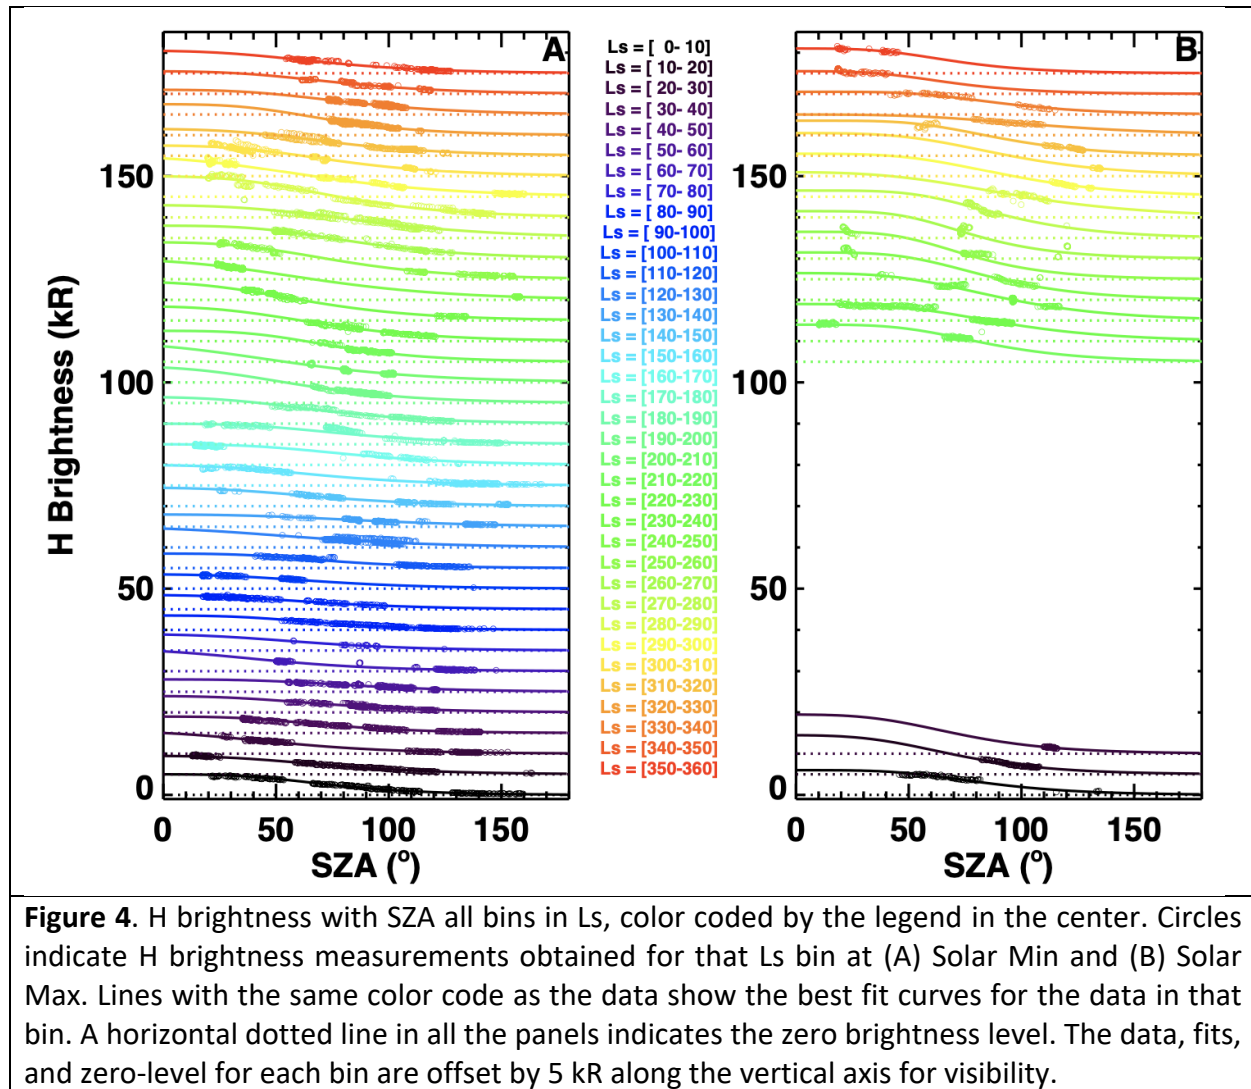 A
B
H Brightness (kR)
150
100
50
0
0
50
100
150
SZA (°)
Ls = [ 0- 10]
Ls = [ 10- 20]
Ls = [ 20- 30]
Ls = [ 30- 40]
Ls = [ 40- 50]
Ls = [ 50- 60]
Ls = [ 60- 70]
Ls = [ 70- 80]
Ls = [ 80- 90]
Ls = [ 90-100]
Ls = [100-110]
Ls = [110-120]
Ls = [120-130]
Ls = [130-140]
Ls = [140-150]
Ls = [150-160]
Ls = [160-170]
Ls = [170-180]
Ls = [180-190]
Ls = [190-200]
Ls = [200-210]
Ls = [210-220]
Ls = [220-230]
Ls = [230-240]
Ls = [240-250]
Ls = [250-260]
Ls = [260-270]
Ls = [270-280]
Ls = [280-290]
Ls = [290-300]
Ls = [300-310]
Ls = [310-320]
Ls = [320-330]
Ls = [330-340]
Ls = [340-350]
Ls = [350-360]
150
100
50
0
0
50
100
150
SZA (°)
Figure 4. H brightness with SZA all bins in Ls, color coded by the legend in the center. Circles
indicate H brightness measurements obtained for that Ls bin at (A) Solar Min and (B) Solar
Max. Lines with the same color code as the data show the best fit curves for the data in that
bin. A horizontal dotted line in all the panels indicates the zero brightness level. The data, fits,
and zero-level for each bin are offset by 5 kR along the vertical axis for visibility.